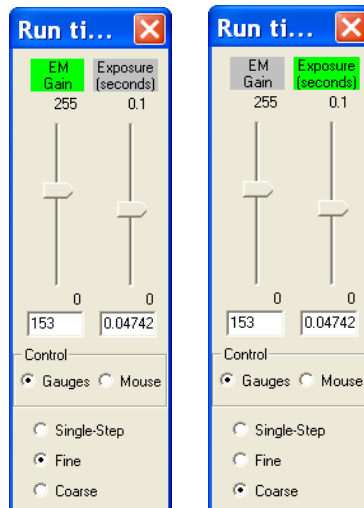 Run ti...
EM Gain Exposure (seconds)
255 0.1
0 0
153 0.04742
Control
Gauges Mouse
Single-Step
Fine
Coarse
Run ti...
EM Gain Exposure (seconds)
255 0.1
0 0
153 0.04742
Control
Gauges Mouse
Single-Step
Fine
Coarse